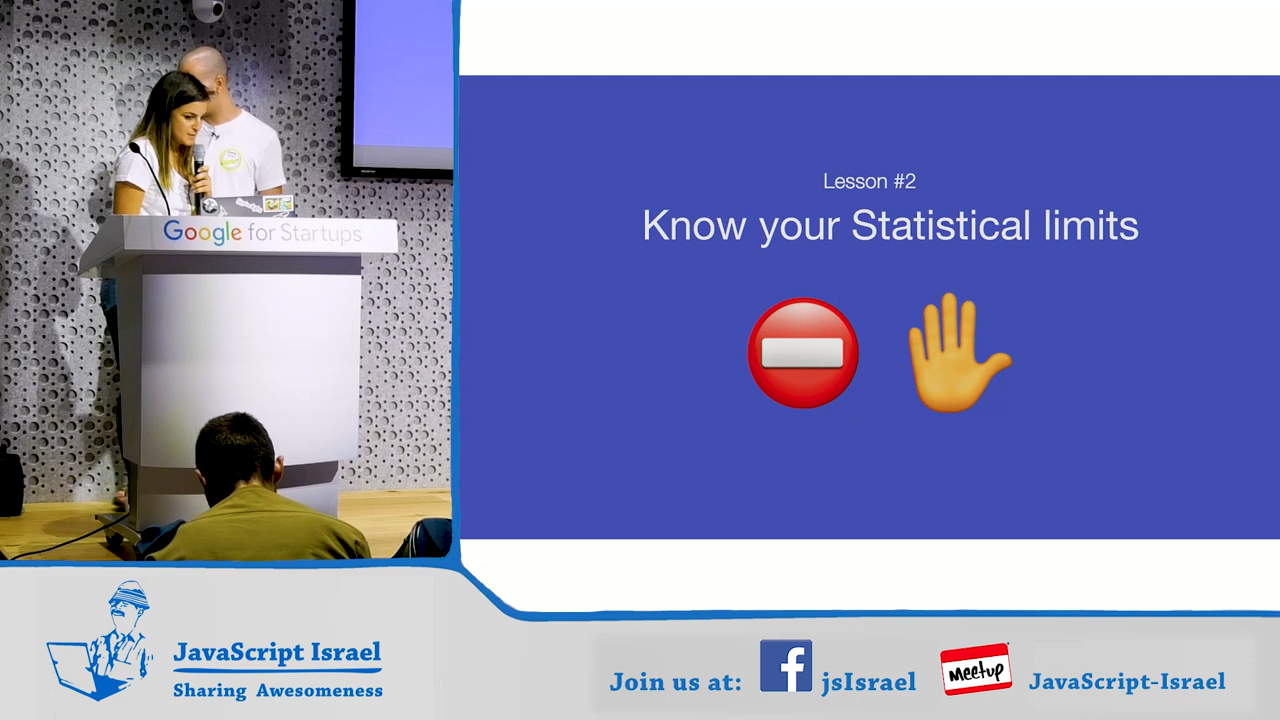 Google for Startups
Lesson #2
Know your Statistical limits
JavaScript Israel
Sharing Awesomeness
Join us at:
f
jsIsrael
Meetup
JavaScript-Israel